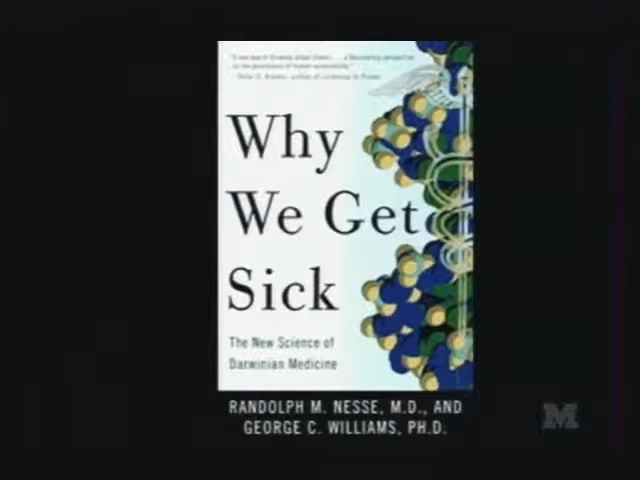 Why
We Get
Sick
The New Science of
Darwinian Medicine
RANDOLPH M. NESSE, M.D., AND
GEORGE C. WILLIAMS, PH.D.
M